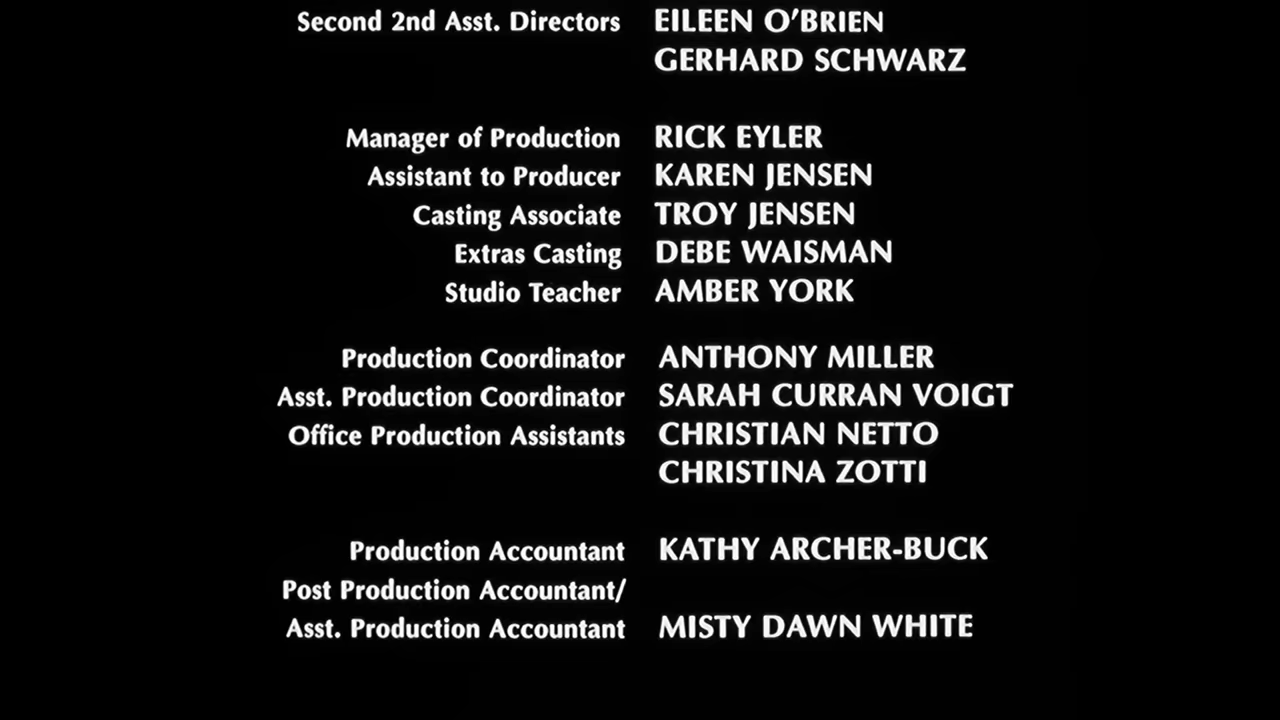 Second 2nd Asst. Directors EILEEN O'BRIEN
GERHARD SCHWARZ
Manager of Production RICK EYLER
Assistant to Producer KAREN JENSEN
Casting Associate TROY JENSEN
Extras Casting DEBE WAISMAN
Studio Teacher AMBER YORK
Production Coordinator ANTHONY MILLER
Asst. Production Coordinator SARAH CURRAN VOIGT
Office Production Assistants CHRISTIAN NETTO
CHRISTINA ZOTTI
Production Accountant KATHY ARCHER-BUCK
Post Production Accountant/
Asst. Production Accountant MISTY DAWN WHITE